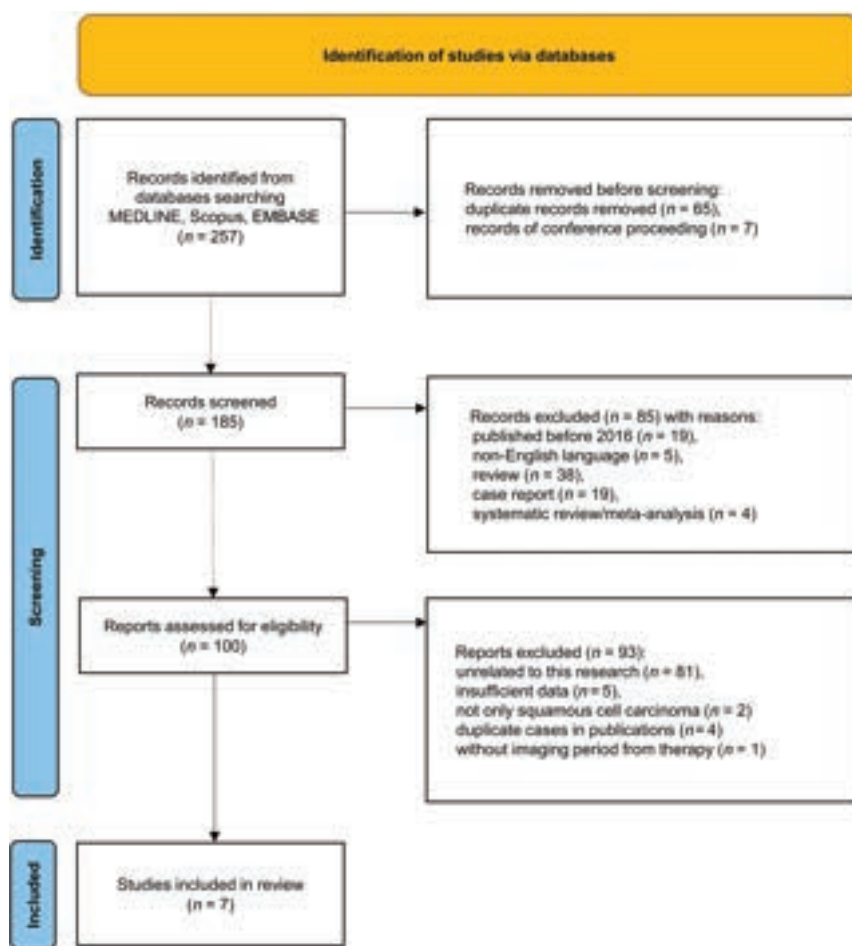 Identification of studies via databases
Identification
Records identified from
databases searching
MEDLINE, Scopus, EMBASE
(n = 257)
Records removed before screening:
duplicate records removed (n = 65),
records of conference proceeding (n = 7)
Screening
Records screened
(n = 185)
Records excluded (n = 85) with reasons:
published before 2016 (n = 19),
non-English language (n = 5),
review (n = 38),
case report (n = 19),
systematic review/meta-analysis (n = 4)
Reports assessed for eligibility
(n = 100)
Reports excluded (n = 93):
unrelated to this research (n = 81),
insufficient data (n = 5),
not only squamous cell carcinoma (n = 2)
duplicate cases in publications (n = 4)
without imaging period from therapy (n = 1)
Included
Studies included in review
(n = 7)